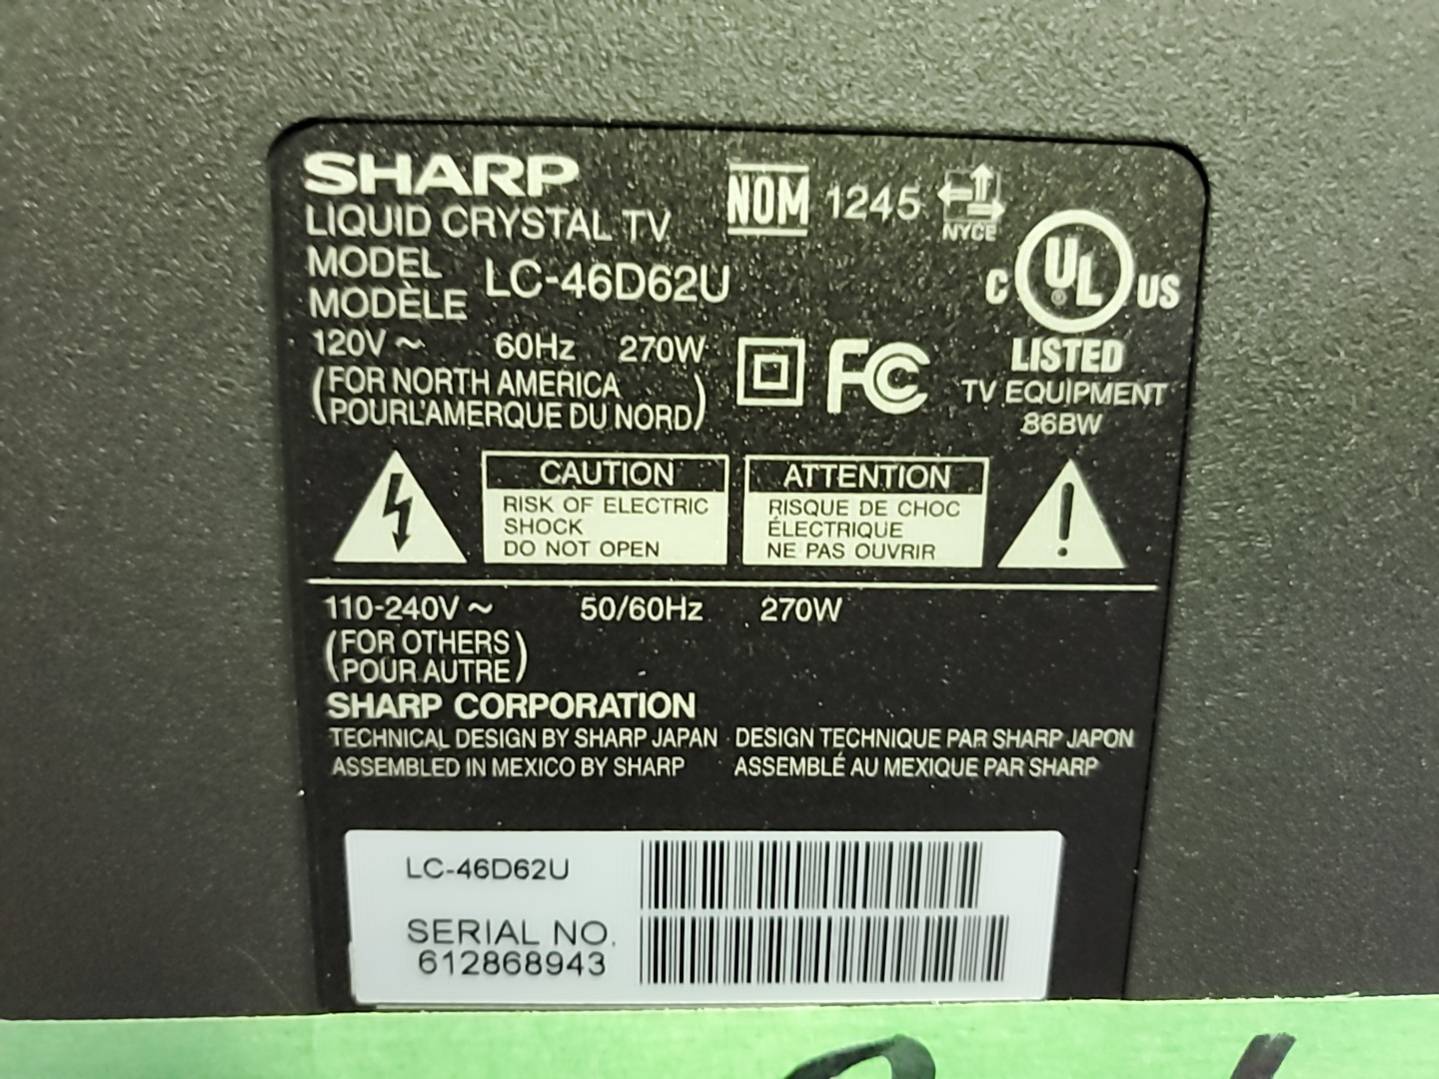 SHARP
LIQUID CRYSTAL TV
NOM 1245 NYCE
MODEL
MODÈLE LC-46D62U
C UL ® US
LISTED
TV EQUIPMENT
86BW
120V ~ 60Hz 270W
(FOR NORTH AMERICA
POURL'AMERQUE DU NORD)
FC
CAUTION
RISK OF ELECTRIC
SHOCK
DO NOT OPEN
ATTENTION
RISQUE DE CHOC
ÉLECTRIQUE
NE PAS OUVRIR
110-240V ~ 50/60Hz 270W
(FOR OTHERS
POUR AUTRE)
SHARP CORPORATION
TECHNICAL DESIGN BY SHARP JAPAN DESIGN TECHNIQUE PAR SHARP JAPON
ASSEMBLED IN MEXICO BY SHARP ASSEMBLÉ AU MEXIQUE PAR SHARP
LC-46D62U
SERIAL NO.
612868943